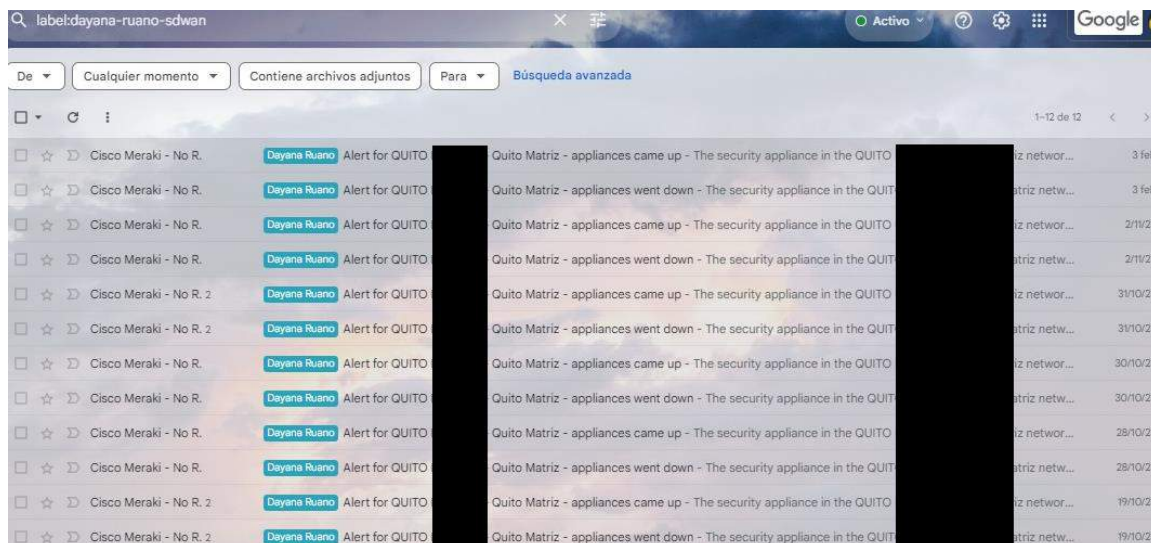 label:dayana-ruano-sdwan Activo Google
De Cualquier momento Contiene archivos adjuntos Para Búsqueda avanzada
1–12 de 12
Cisco Meraki - No R. Dayana Ruano Alert for QUITO Quito Matriz - appliances came up - The security appliance in the QUITO iz networ... 3 fe
Cisco Meraki - No R. Dayana Ruano Alert for QUITO Quito Matriz - appliances went down - The security appliance in the QUIT atriz netw... 3 fe
Cisco Meraki - No R. Dayana Ruano Alert for QUITO Quito Matriz - appliances came up - The security appliance in the QUITO iz networ... 2/11/2
Cisco Meraki - No R. Dayana Ruano Alert for QUITO Quito Matriz - appliances went down - The security appliance in the QUIT atriz netw... 2/11/2
Cisco Meraki - No R. 2 Dayana Ruano Alert for QUITO Quito Matriz - appliances came up - The security appliance in the QUITO iz networ... 31/10/2
Cisco Meraki - No R. 2 Dayana Ruano Alert for QUITO Quito Matriz - appliances went down - The security appliance in the QUIT atriz netw... 31/10/2
Cisco Meraki - No R. Dayana Ruano Alert for QUITO Quito Matriz - appliances came up - The security appliance in the QUITO iz networ... 30/10/2
Cisco Meraki - No R. Dayana Ruano Alert for QUITO Quito Matriz - appliances went down - The security appliance in the QUIT atriz netw... 30/10/2
Cisco Meraki - No R. Dayana Ruano Alert for QUITO Quito Matriz - appliances came up - The security appliance in the QUITO iz networ... 28/10/2
Cisco Meraki - No R. Dayana Ruano Alert for QUITO Quito Matriz - appliances went down - The security appliance in the QUIT atriz netw... 28/10/2
Cisco Meraki - No R. 2 Dayana Ruano Alert for QUITO Quito Matriz - appliances came up - The security appliance in the QUITO iz networ... 19/10/2
Cisco Meraki - No R. 2 Dayana Ruano Alert for QUITO Quito Matriz - appliances went down - The security appliance in the QUIT atriz netw... 19/10/2